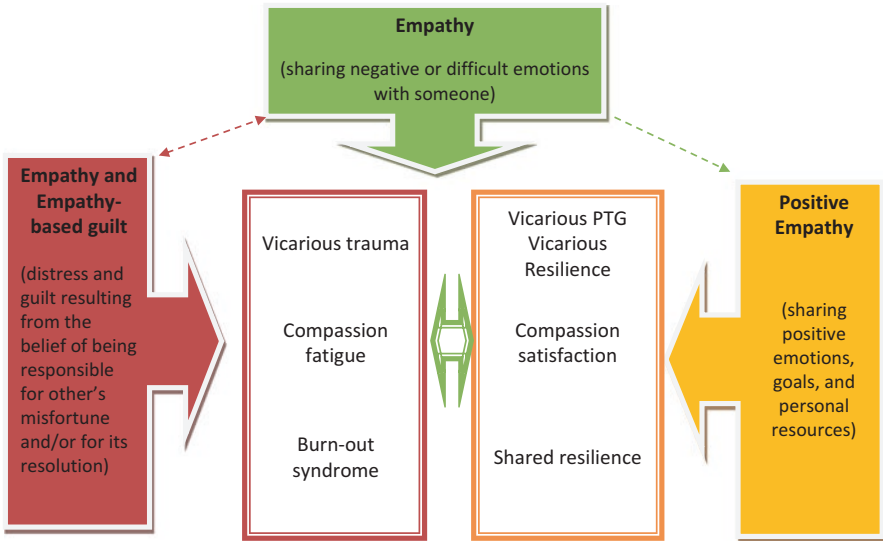 Empathy
(sharing negative or difficult emotions
with someone)
Empathy and
Empathy-
based guilt
(distress and
guilt resulting
from the
belief of being
responsible
for other’s
misfortune
and/or for its
resolution)
Vicarious trauma
Compassion
fatigue
Burn-out
syndrome
Vicarious PTG
Vicarious
Resilience
Compassion
satisfaction
Shared resilience
Positive
Empathy
(sharing
positive
emotions,
goals, and
personal
resources)